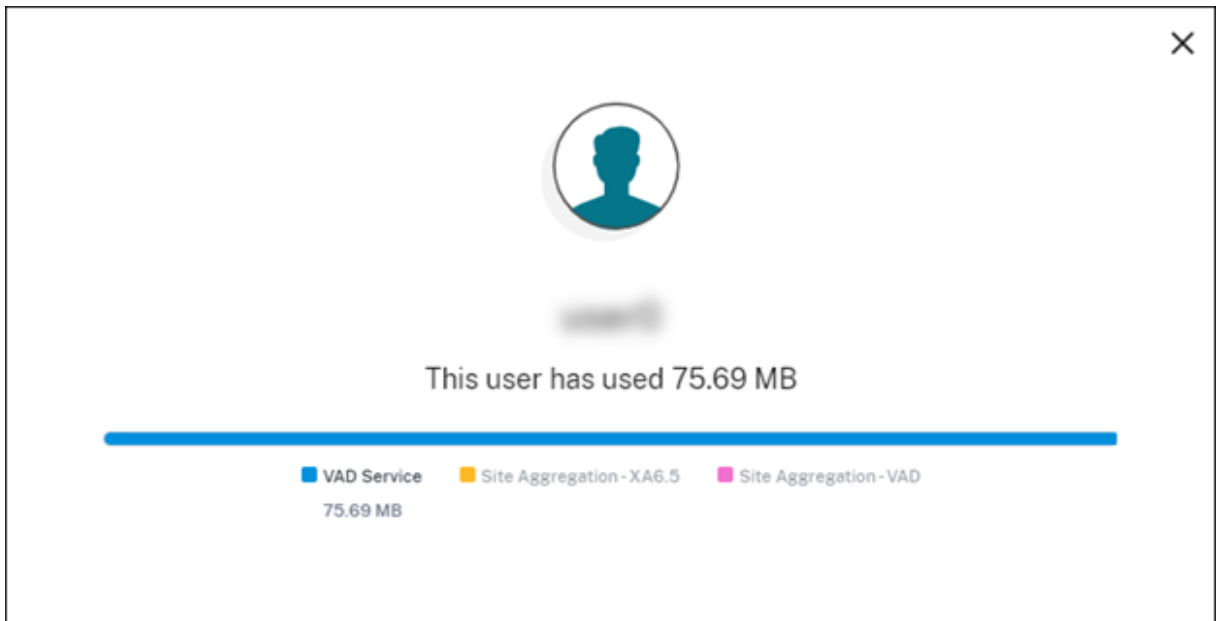 This user has used 75.69 MB
VAD Service
Site Aggregation-XA6.5
Site Aggregation-VAD
75.69 MB